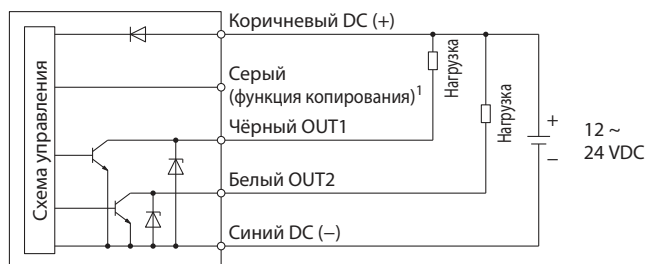 Коричневый DC (+)
Серый
(функция копирования)¹
Чёрный OUT1
Белый OUT2
Синий DC (−)
Схема управления
Нагрузка
Нагрузка
+
−
12 ~
24 VDC